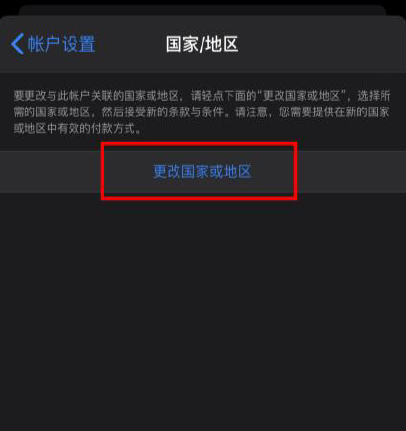 帐户设置 国家/地区
要更改与此帐户关联的国家或地区，请轻点下面的“更改国家或地区”，选择所
需的国家或地区，然后接受新的条款与条件。请注意，您需要提供在新的国家
或地区中有效的付款方式。
更改国家或地区